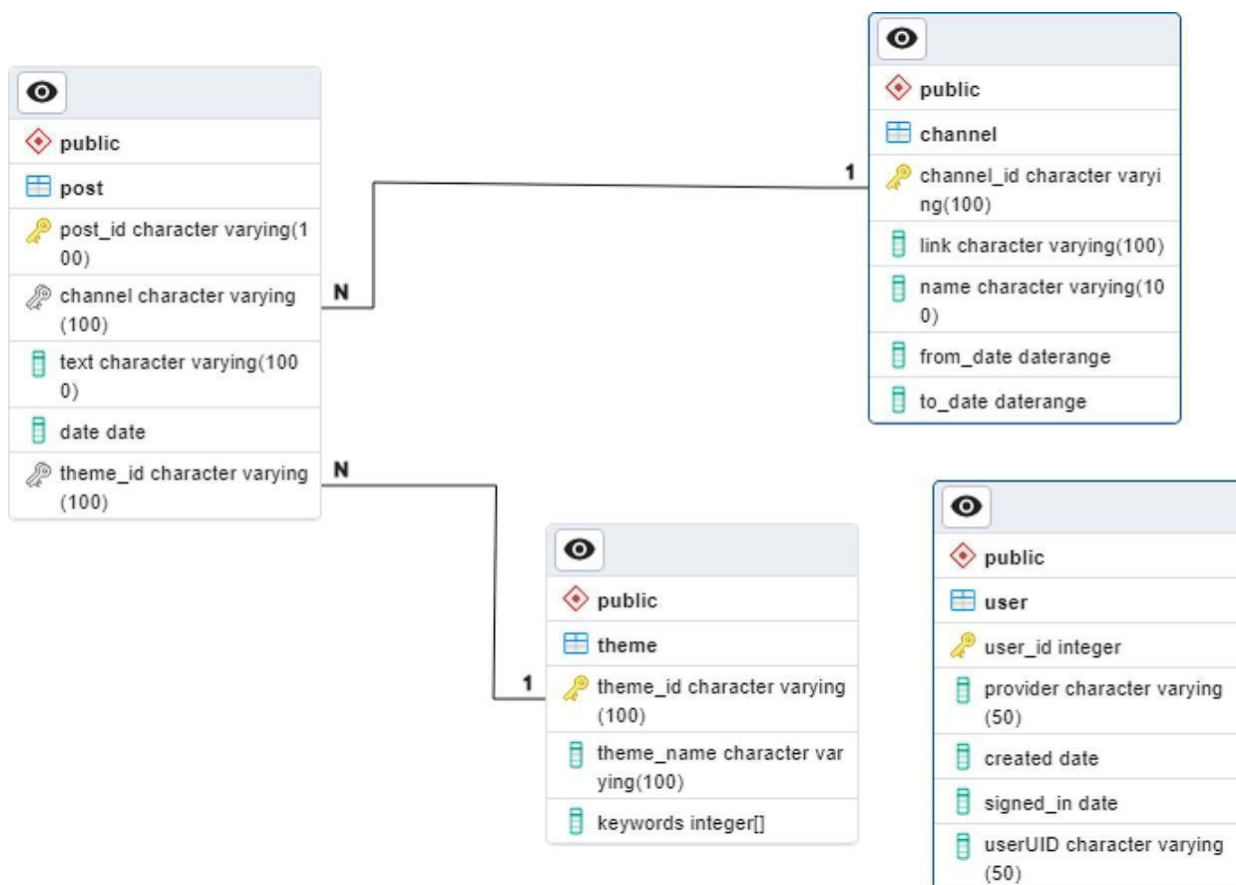 public
post
post_id character varying(1
00)
channel character varying
(100)
text character varying(100
0)
date date
theme_id character varying
(100)
N
N
1
public
channel
channel_id character varyi
ng(100)
link character varying(100)
name character varying(10
0)
from_date daterange
to_date daterange
1
public
theme
theme_id character varying
(100)
theme_name character var
ying(100)
keywords integer[]
public
user
user_id integer
provider character varying
(50)
created date
signed_in date
userUID character varying
(50)